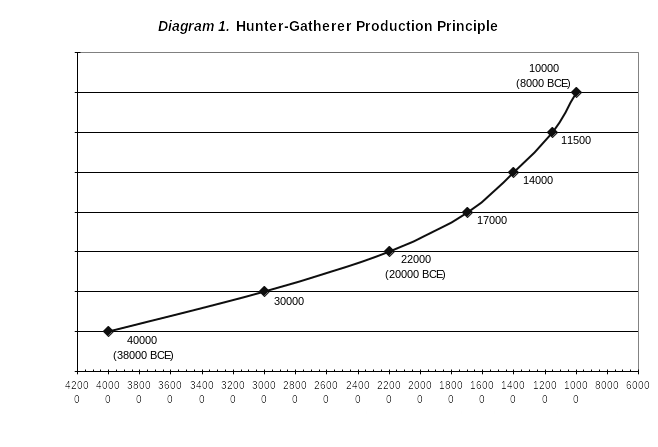 Diagram 1. Hunter-Gatherer Production Principle
10000
(8000 BCE)
11500
14000
17000
22000
(20000 BCE)
30000
40000
(38000 BCE)
4200 4000 3800 3600 3400 3200 3000 2800 2600 2400 2200 2000 1800 1600 1400 1200 1000 8000 6000
0 0 0 0 0 0 0 0 0 0 0 0 0 0 0 0 0